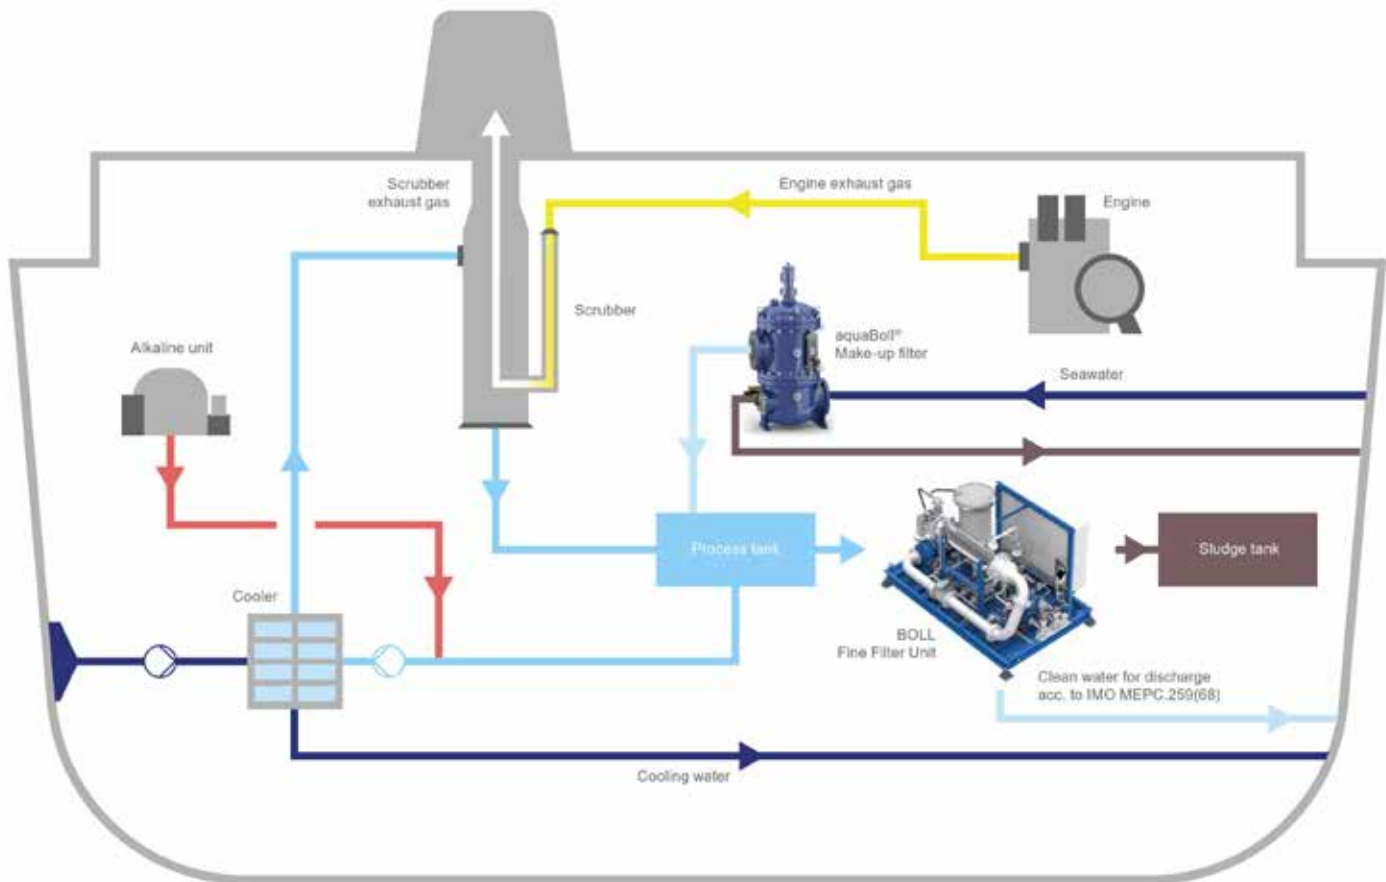 Scrubber
exhaust gas
Engine exhaust gas
Engine
Scrubber
aquaBoll®
Make-up filter
Alkaline unit
Seawater
Process tank
Sludge tank
Cooler
BOLL
Fine Filter Unit
Clean water for discharge
acc. to IMO MEPC.259(68)
Cooling water